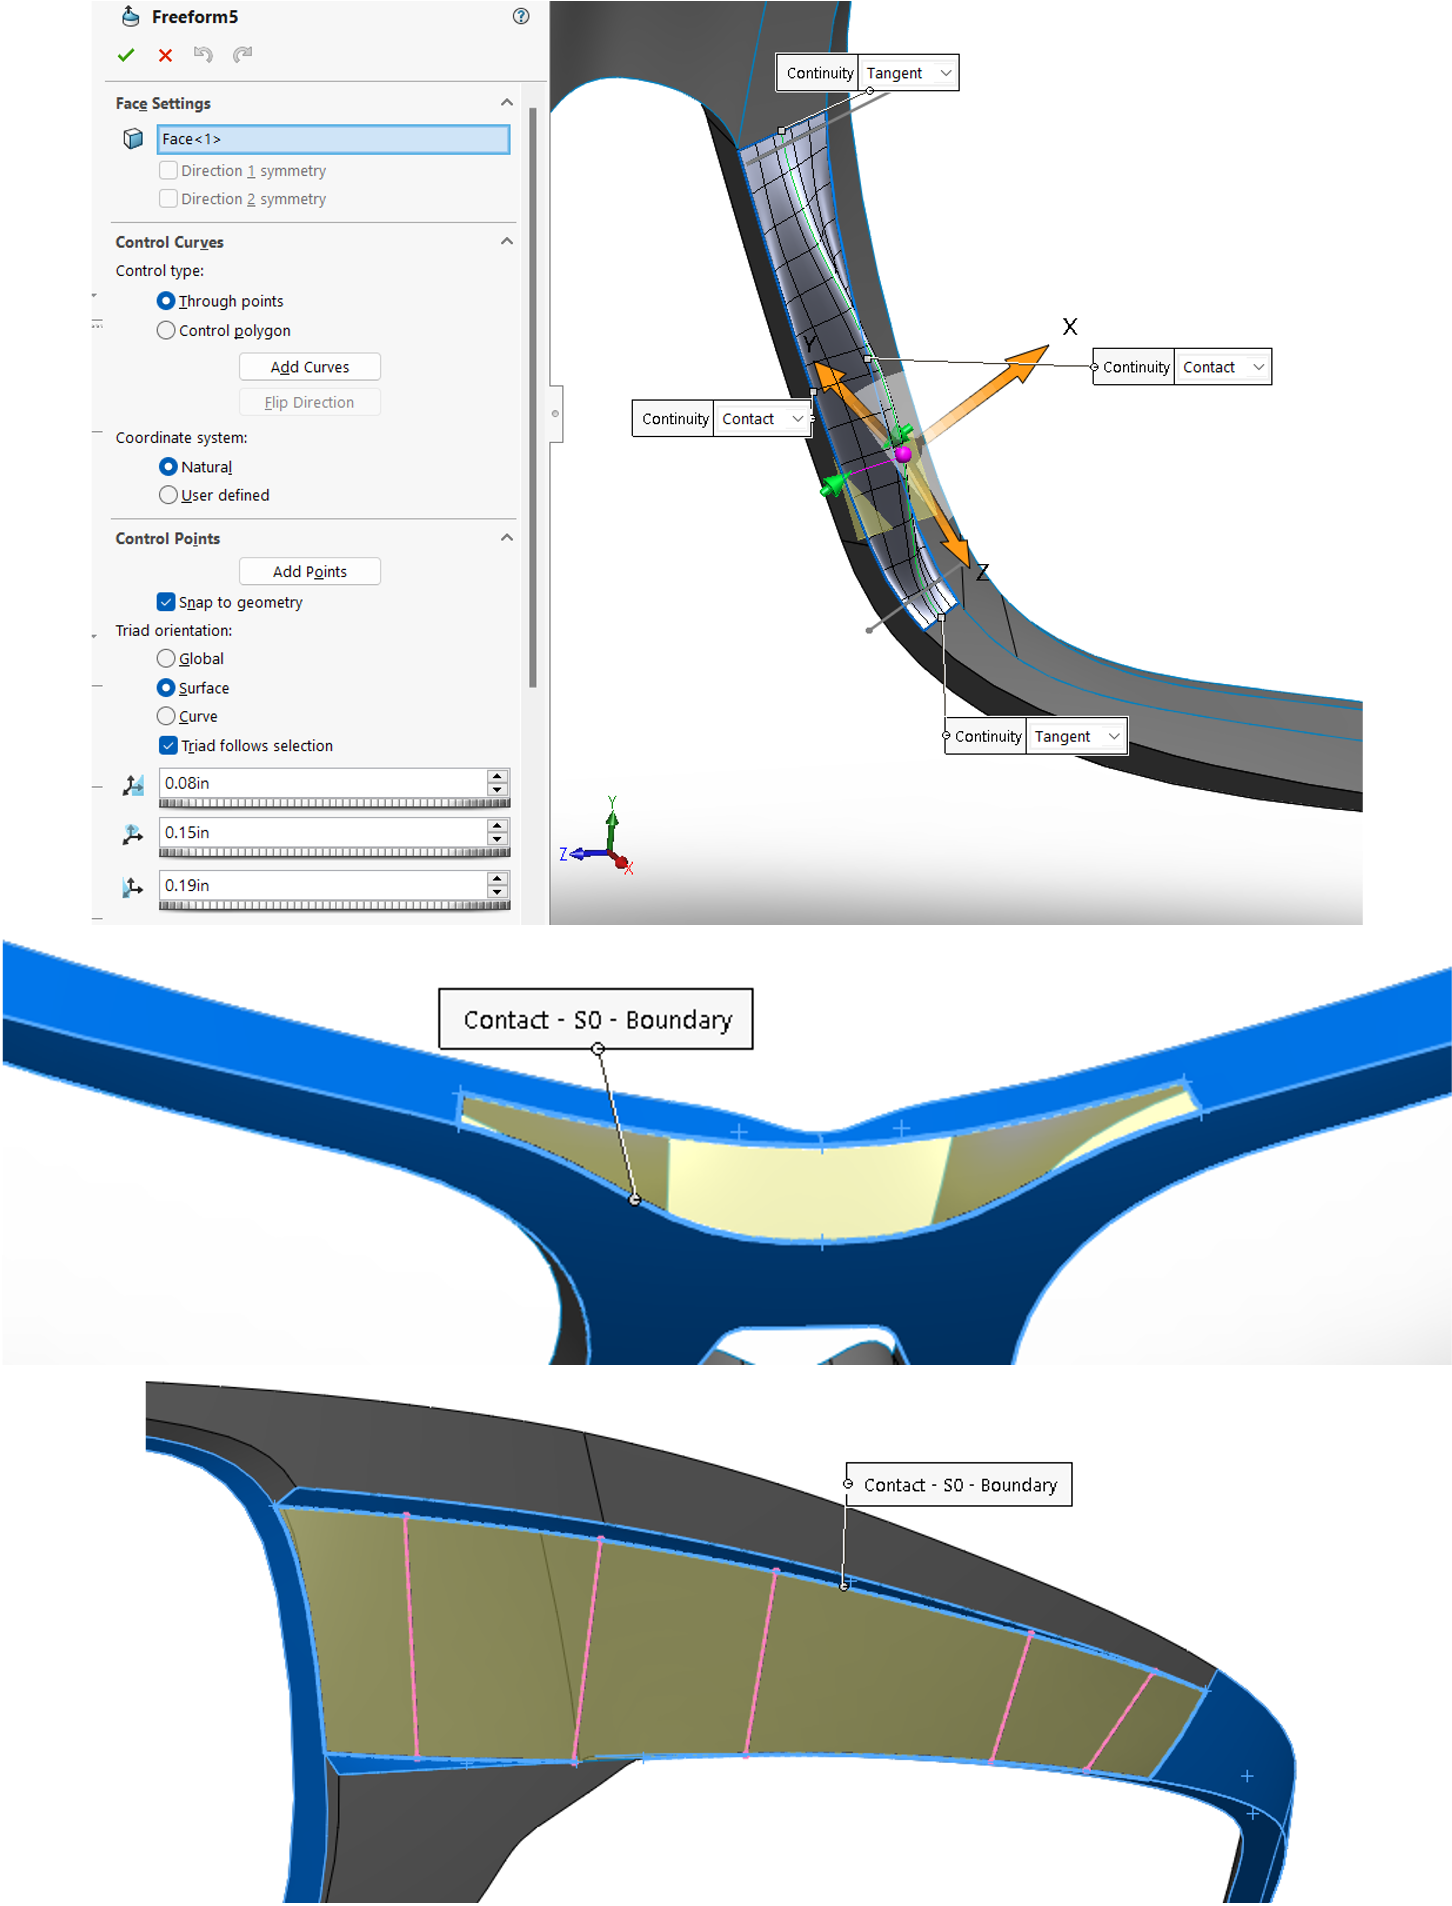 Freeform5
Face Settings
Face<1>
Direction 1 symmetry
Direction 2 symmetry
Control Curves
Control type:
Through points
Control polygon
Add Curves
Flip Direction
Coordinate system:
Natural
User defined
Control Points
Add Points
Snap to geometry
Triad orientation:
Global
Surface
Curve
Triad follows selection
0.08in
0.15in
0.19in
Continuity Tangent
X
Continuity Contact
Y
Continuity Contact
Z
Continuity Tangent
Y
Z
X
Contact - S0 - Boundary
Contact - S0 - Boundary